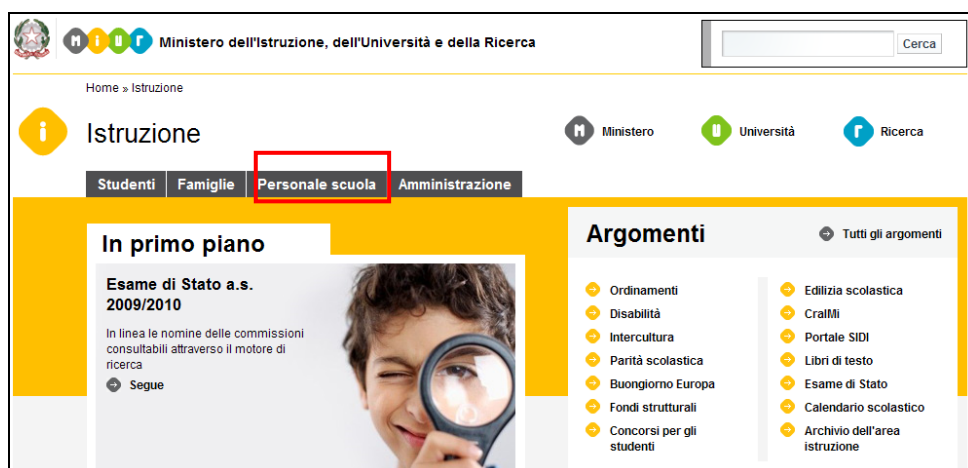 miur Ministero dell'Istruzione, dell'Università e della Ricerca
Cerca
Home » Istruzione
i Istruzione
m Ministero
u Università
r Ricerca
Studenti Famiglie Personale scuola Amministrazione
In primo piano
Esame di Stato a.s.
2009/2010
In linea le nomine delle commissioni
consultabili attraverso il motore di
ricerca
Segue
Argomenti
Tutti gli argomenti
Ordinamenti
Disabilità
Intercultura
Parità scolastica
Buongiorno Europa
Fondi strutturali
Concorsi per gli
studenti
Edilizia scolastica
CralMi
Portale SIDI
Libri di testo
Esame di Stato
Calendario scolastico
Archivio dell'area
istruzione